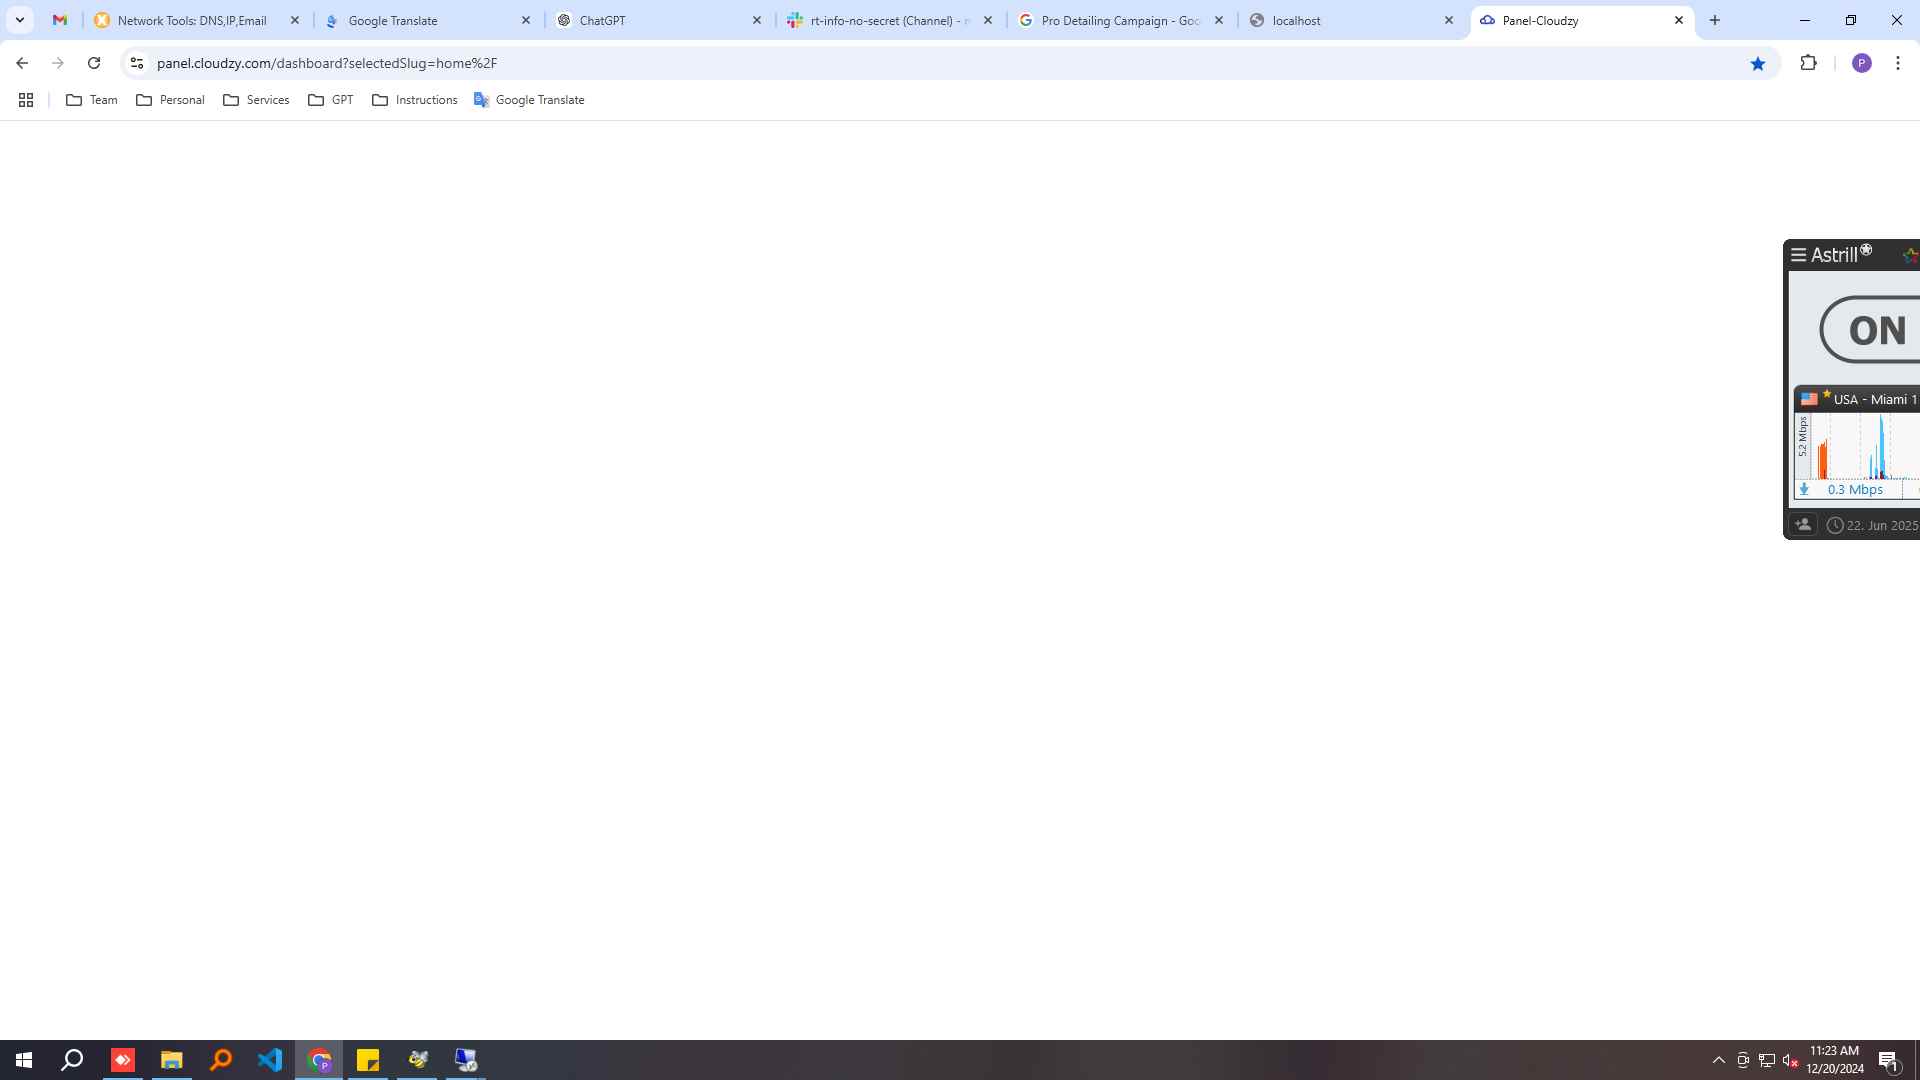 Network Tools: DNS,IP,Email
Google Translate
ChatGPT
rt-info-no-secret (Channel) -
Pro Detailing Campaign - Goo
localhost
Panel-Cloudzy
panel.cloudzy.com/dashboard?selectedSlug=home%2F
P
Team
Personal
Services
GPT
Instructions
Google Translate
Astrill
ON
USA - Miami 1
5.2 Mbps
0.3 Mbps
22. Jun 2025
P
11:23 AM
12/20/2024
1